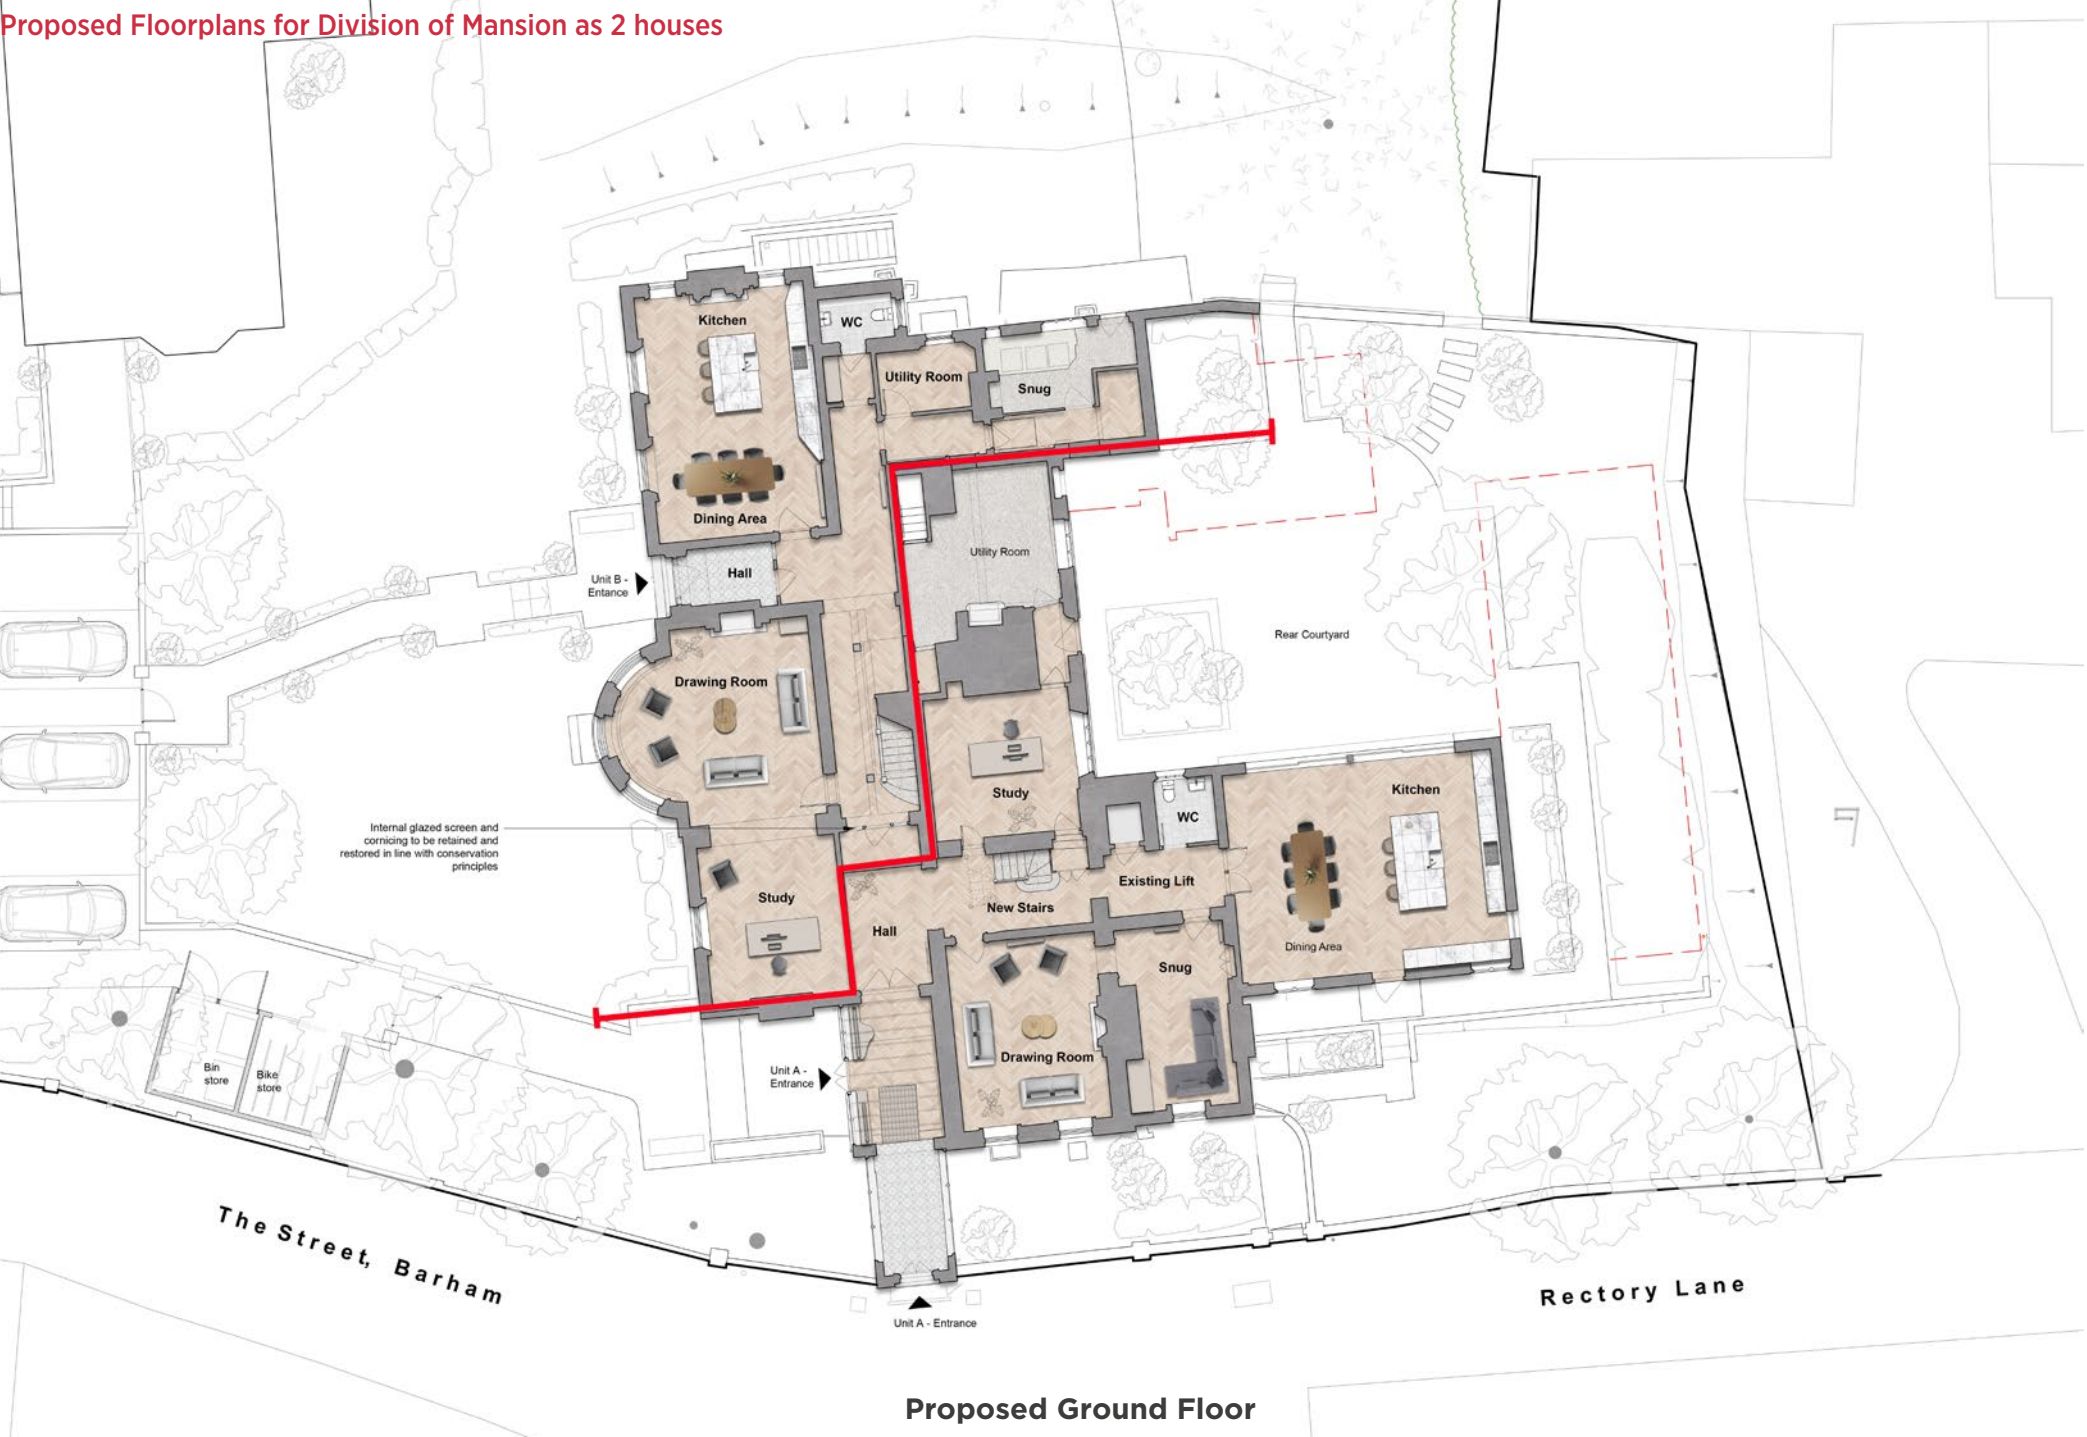 Proposed Floorplans for Division of Mansion as 2 houses
Kitchen
WC
Utility Room
Snug
Dining Area
Utility Room
Hall
Unit B -
Entance
Rear Courtyard
Drawing Room
Study
Kitchen
WC
Internal glazed screen and
cornicing to be retained and
restored in line with conservation
principles
Existing Lift
Study
New Stairs
Hall
Dining Area
Snug
Drawing Room
Bin
store
Bike
store
Unit A -
Entrance
The Street, Barham
Rectory Lane
Unit A - Entrance
Proposed Ground Floor